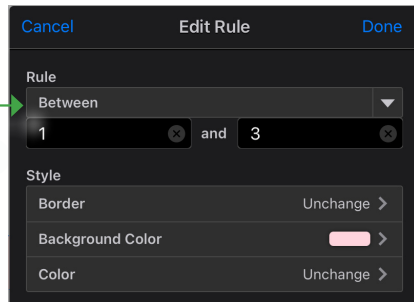 Cancel Edit Rule Done
Rule
Between
1 and 3
Style
Border Unchange
Background Color
Color Unchange